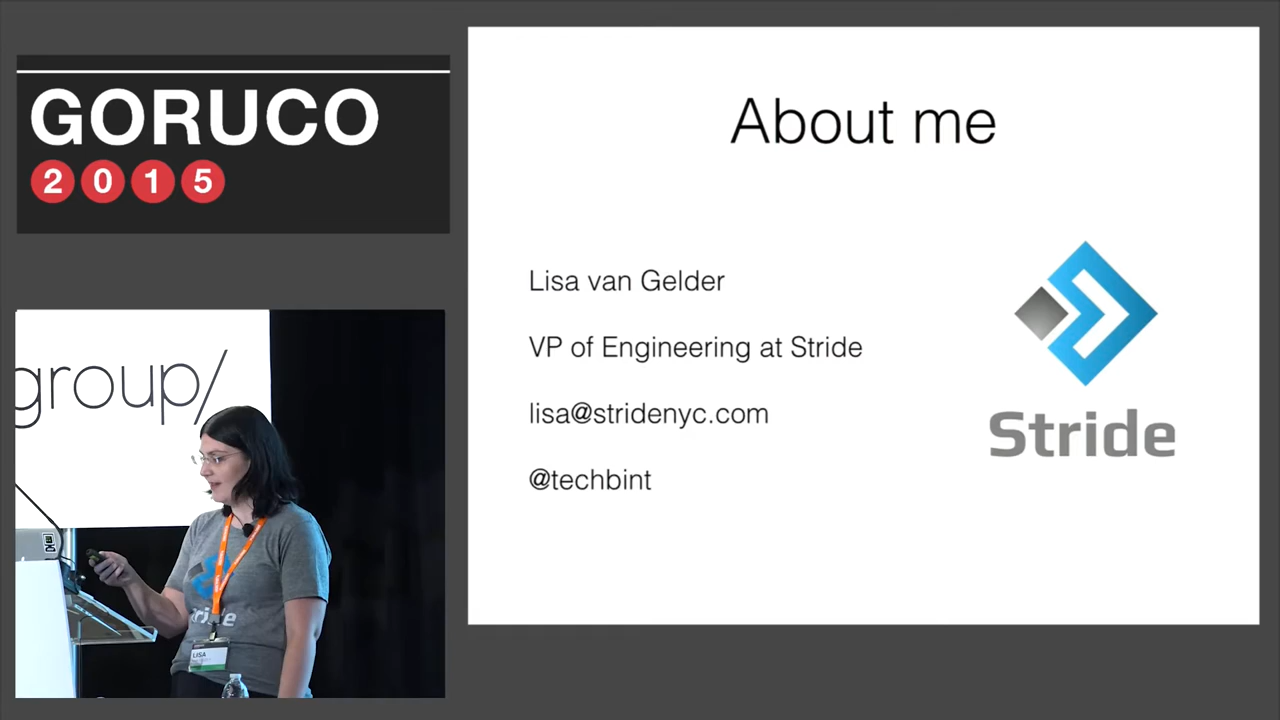 GORUCO
2015
About me
Lisa van Gelder
VP of Engineering at Stride
lisa@stridenyc.com
@techbint
Stride
group/
Stride
LISA